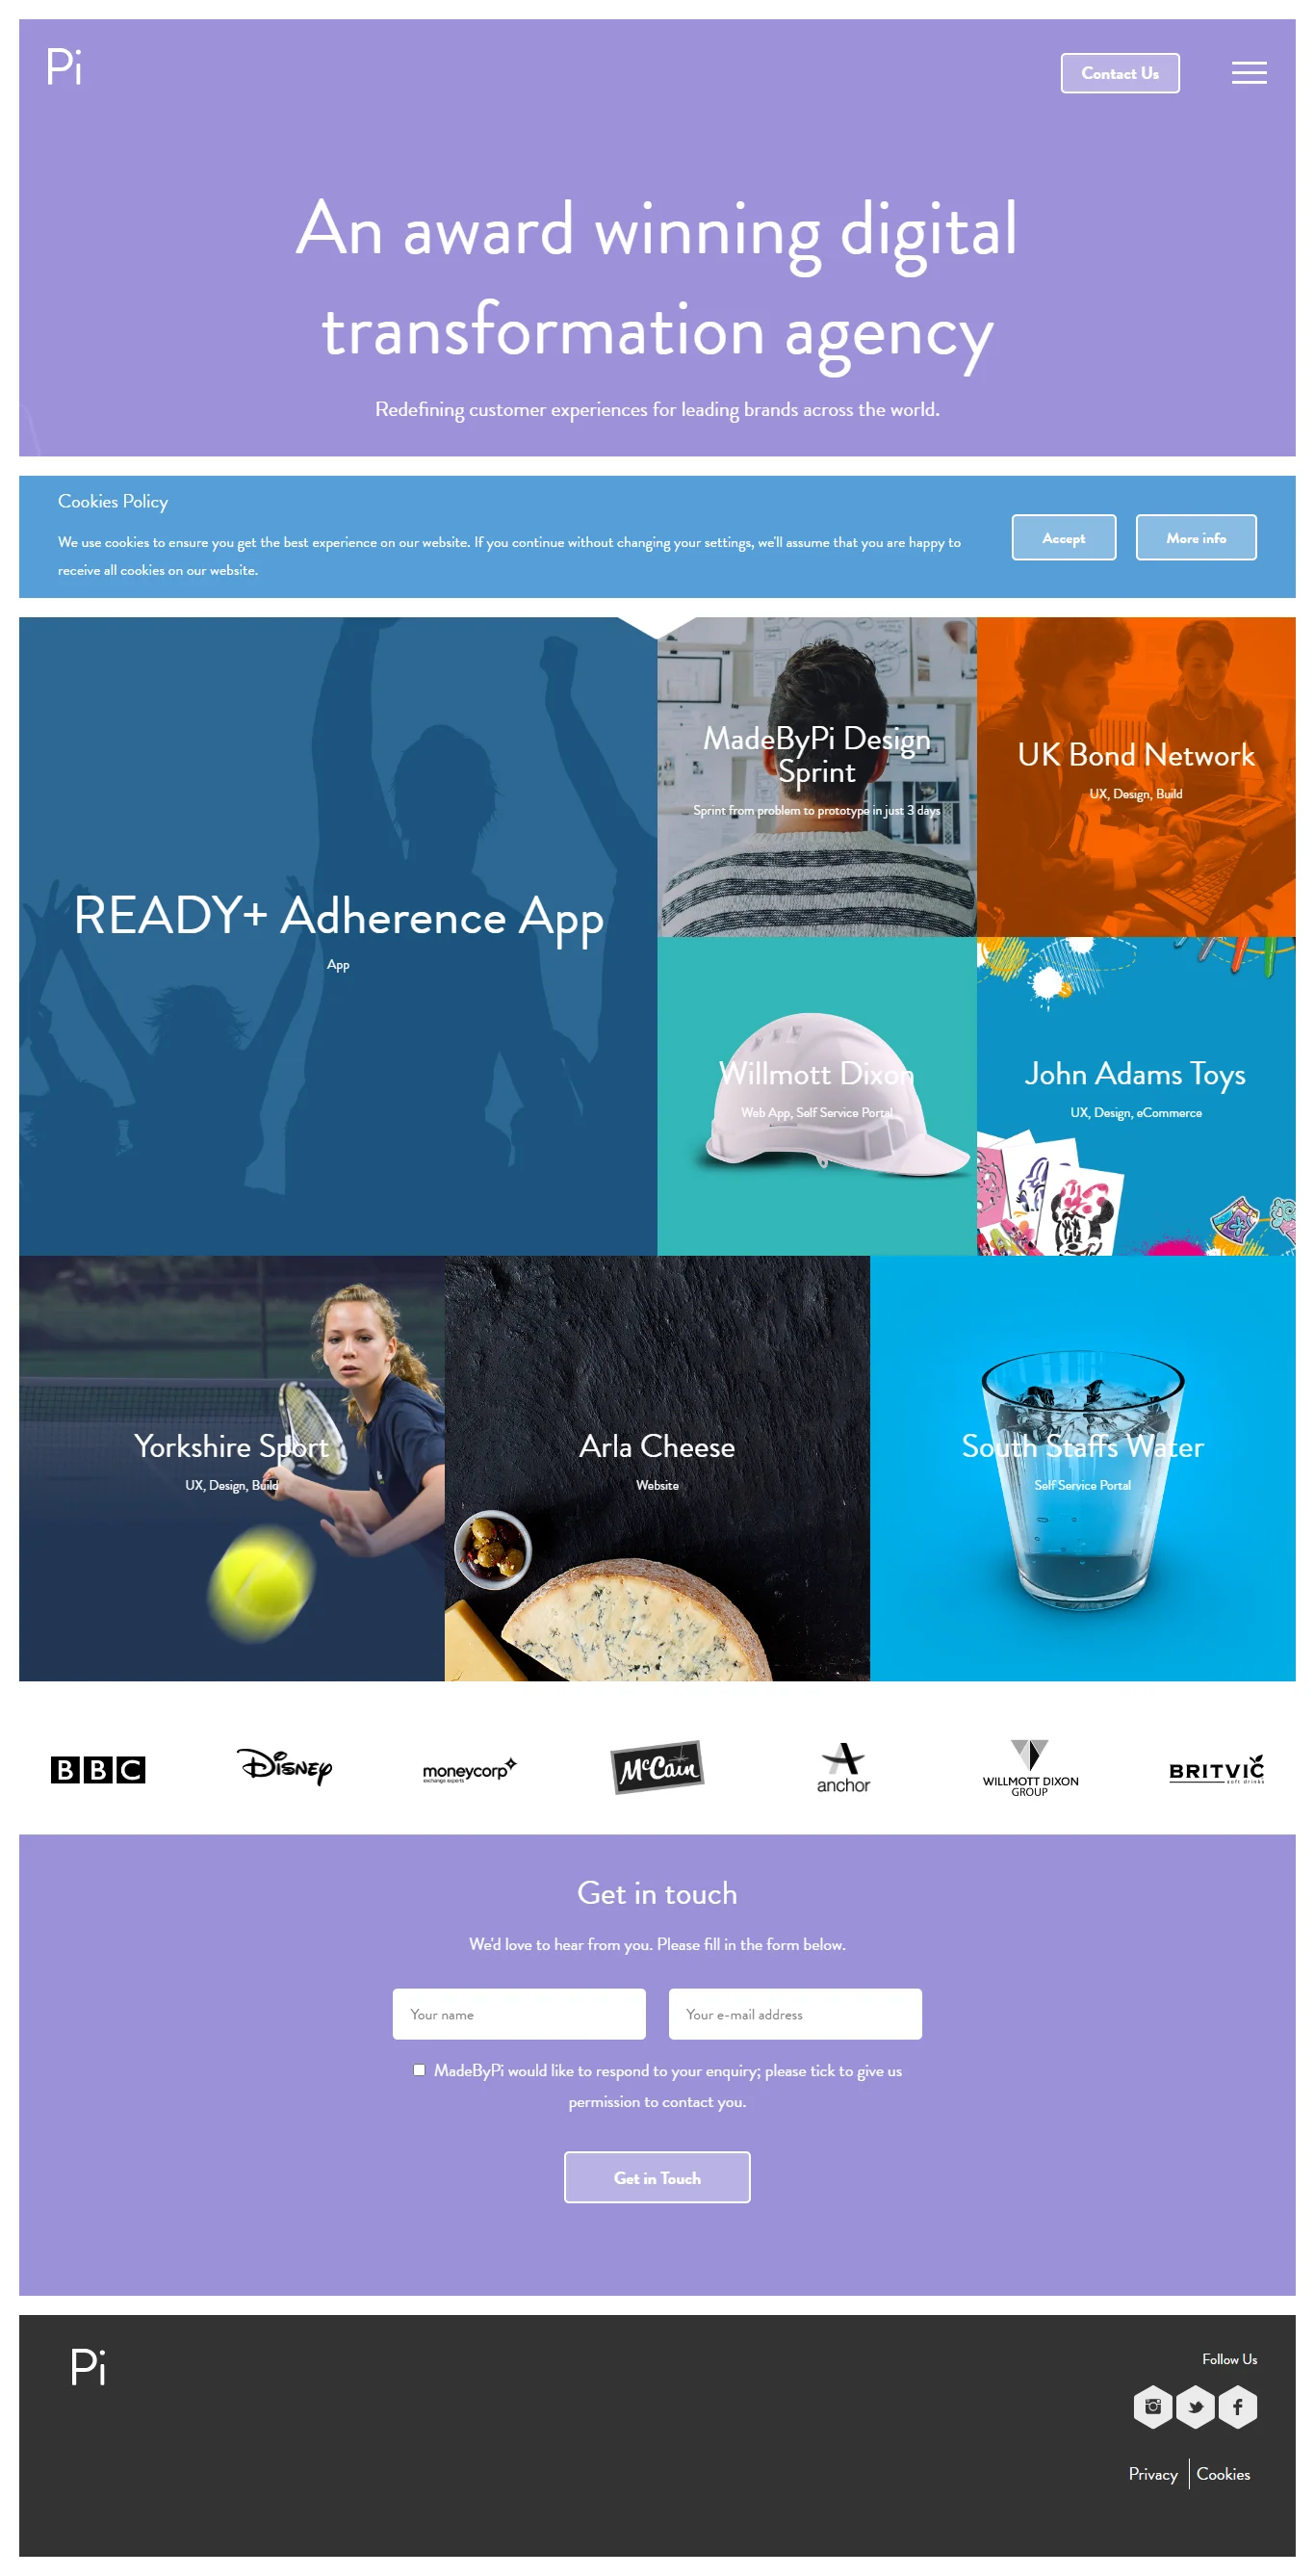 Pi
Contact Us
An award winning digital
transformation agency
Redefining customer experiences for leading brands across the world.
Cookies Policy
We use cookies to ensure you get the best experience on our website. If you continue without changing your settings, we'll assume that you are happy to
receive all cookies on our website.
Accept
More info
READY+ Adherence App
App
MadeByPi Design
Sprint
Sprint from problem to prototype in just 3 days
UK Bond Network
UX, Design, Build
Willmott Dixon
Web App, Self Service Portal
John Adams Toys
UX, Design, eCommerce
Yorkshire Sport
UX, Design, Build
Arla Cheese
Website
South Staffs Water
Self Service Portal
BBC
Disney
moneycorp
exchange experts
McCain
anchor
WILLMOTT DIXON
GROUP
BRITVIC
soft drinks
Get in touch
We'd love to hear from you. Please fill in the form below.
Your name
Your e-mail address
MadeByPi would like to respond to your enquiry; please tick to give us
permission to contact you.
Get in Touch
Pi
Follow Us
Privacy
Cookies